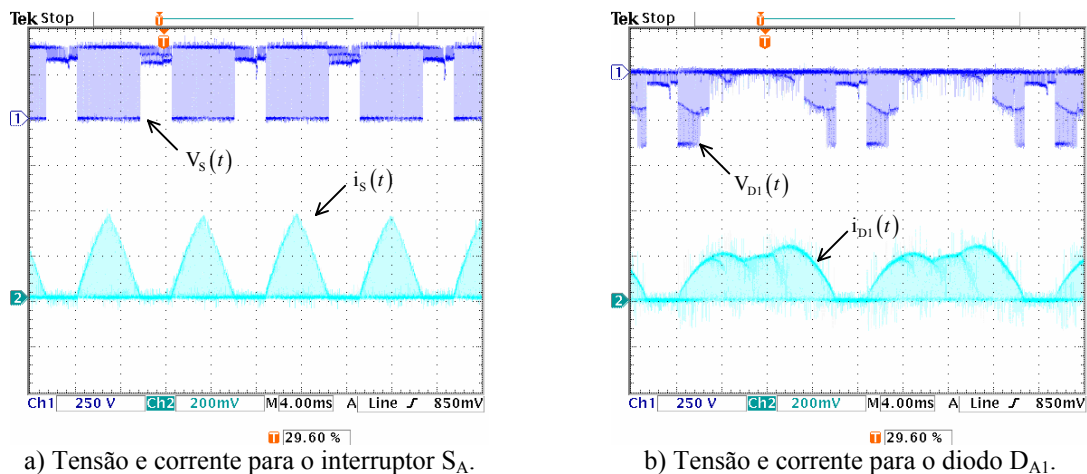 Tek Stop
T
T
1
V_S(t)
i_S(t)
2
Ch1 250 V Ch2 200mV M 4.00ms A Line ƒ 850mV
T 29.60 %
a) Tensão e corrente para o interruptor S_A.
Tek Stop
T
T
1
V_D1(t)
i_D1(t)
2
Ch1 250 V Ch2 200mV M 4.00ms A Line ƒ 850mV
T 29.60 %
b) Tensão e corrente para o diodo D_A1.